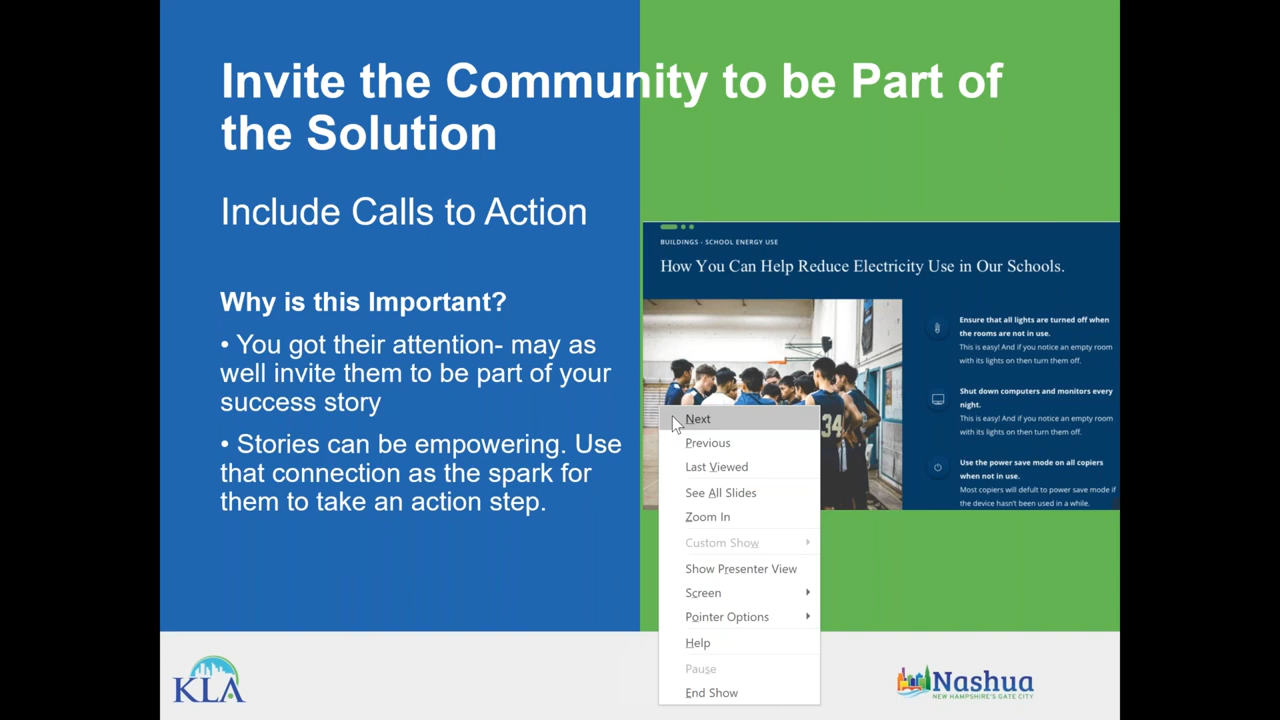 Invite the Community to be Part of
the Solution
Include Calls to Action
Why is this Important?
• You got their attention- may as
well invite them to be part of your
success story
• Stories can be empowering. Use
that connection as the spark for
them to take an action step.
BUILDINGS - SCHOOL ENERGY USE
How You Can Help Reduce Electricity Use in Our Schools.
Ensure that all lights are turned off when
the rooms are not in use.
This is easy! And if you notice an empty room
with its lights on then turn them off.
Shut down computers and monitors every
night.
This is easy! And if you notice an empty room
with its lights on then turn them off.
Use the power save mode on all copiers
when not in use.
Most copiers will defult to power save mode if
the device hasn't been used in a while.
34
Next
Previous
Last Viewed
See All Slides
Zoom In
Custom Show
Show Presenter View
Screen
Pointer Options
Help
Pause
End Show
KLA
Nashua
NEW HAMPSHIRE'S GATE CITY